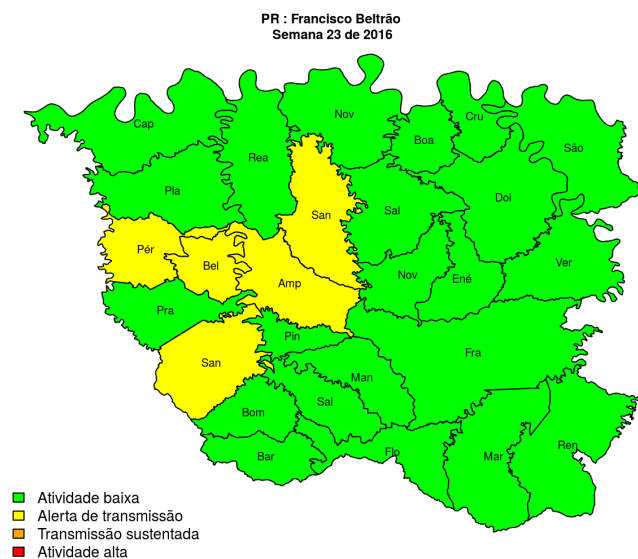 PR : Francisco Beltrão
Semana 23 de 2016
Cap
Nov
Cru
Boa
São
Rea
Pla
Doi
Sal
San
Pér
Bel
Ver
Nov
Ené
Amp
Pra
Pin
Fra
San
Man
Sal
Bom
Ren
Flo
Bar
Mar
Atividade baixa
Alerta de transmissão
Transmissão sustentada
Atividade alta